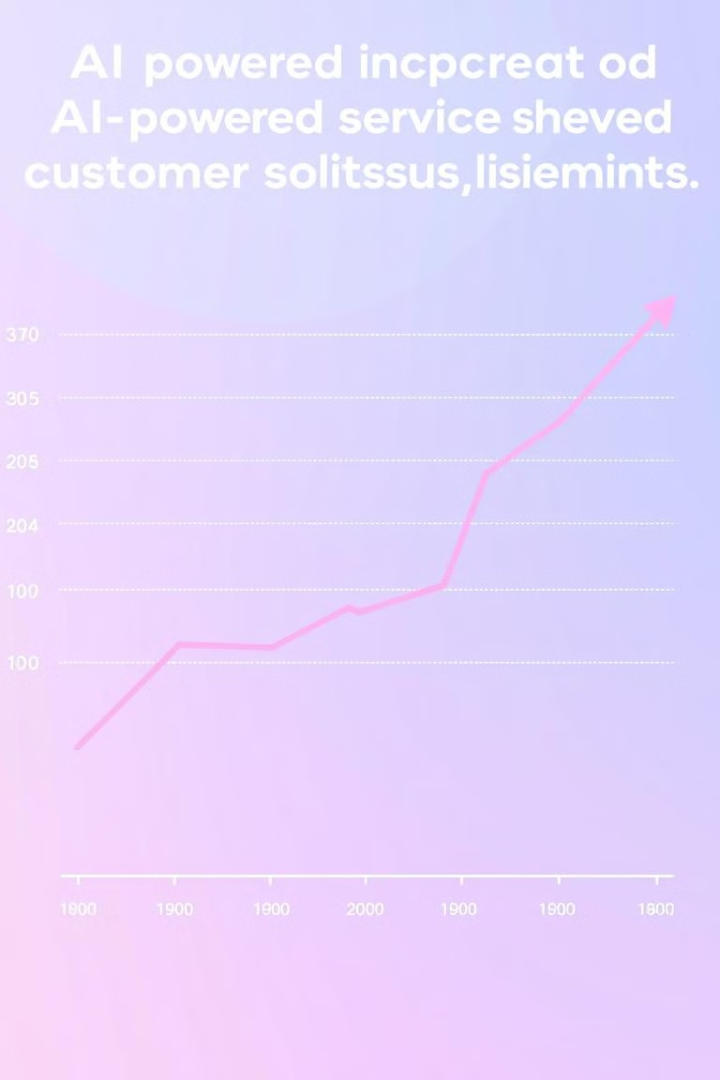 AI powered incpcreat od
AI-powered service sheved
customer solitssus,lisiemints.
370
305
205
204
100
100
1800 1900 1900 2000 1900 1900 1800